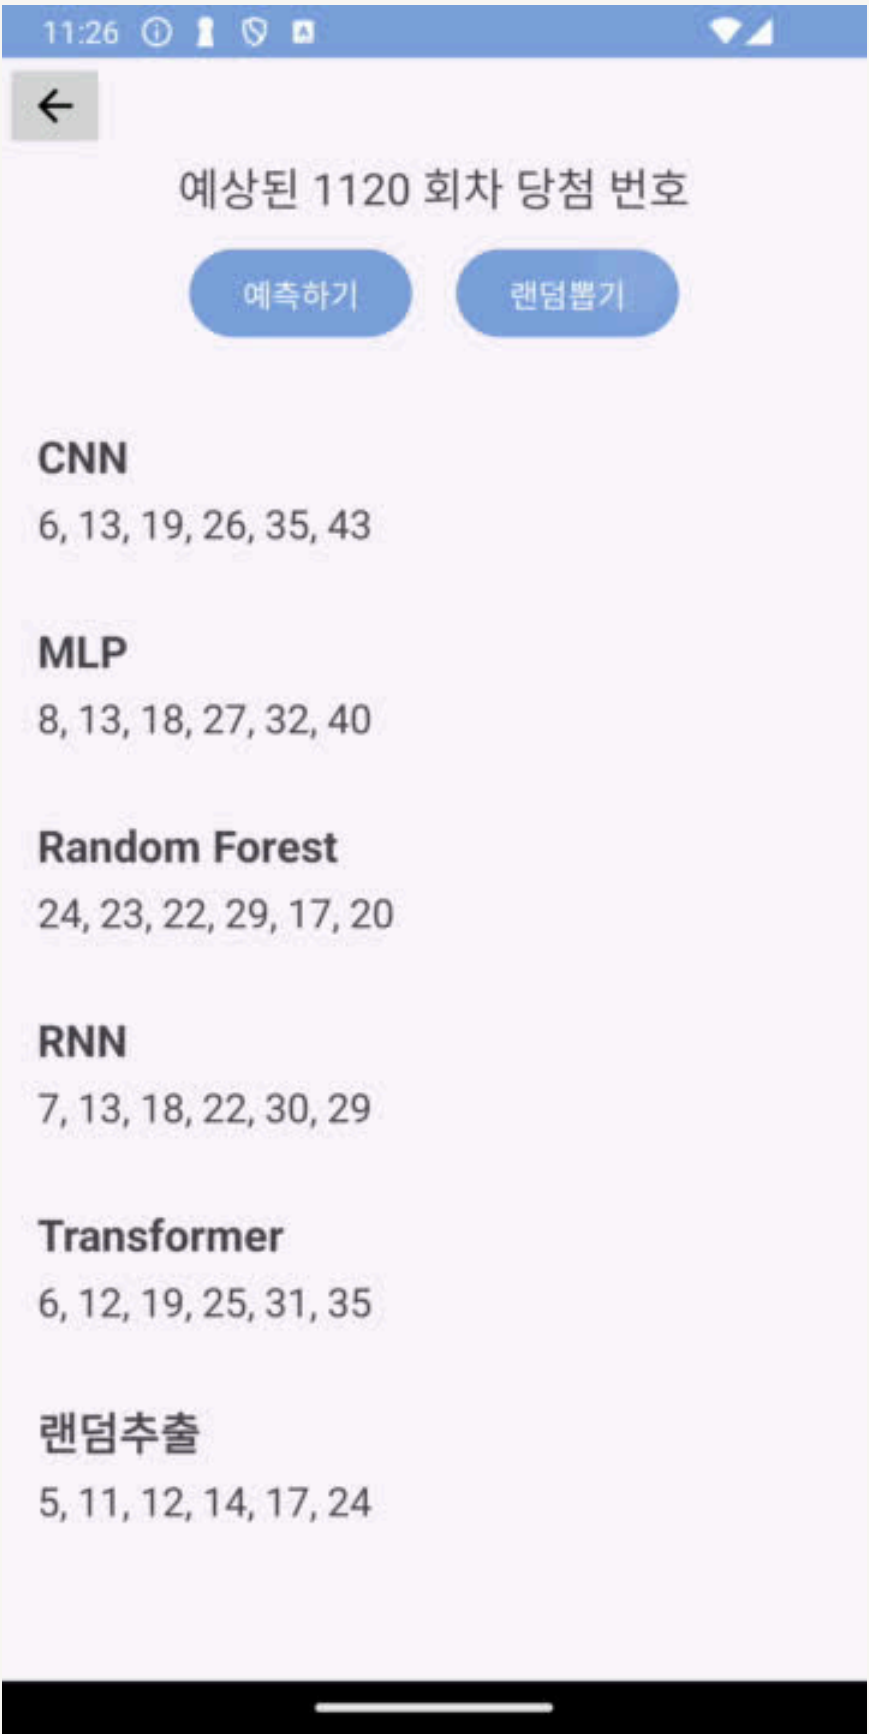 11:26
예상된 1120 회차 당첨 번호
예측하기 랜덤뽑기
CNN
6, 13, 19, 26, 35, 43
MLP
8, 13, 18, 27, 32, 40
Random Forest
24, 23, 22, 29, 17, 20
RNN
7, 13, 18, 22, 30, 29
Transformer
6, 12, 19, 25, 31, 35
랜덤추출
5, 11, 12, 14, 17, 24